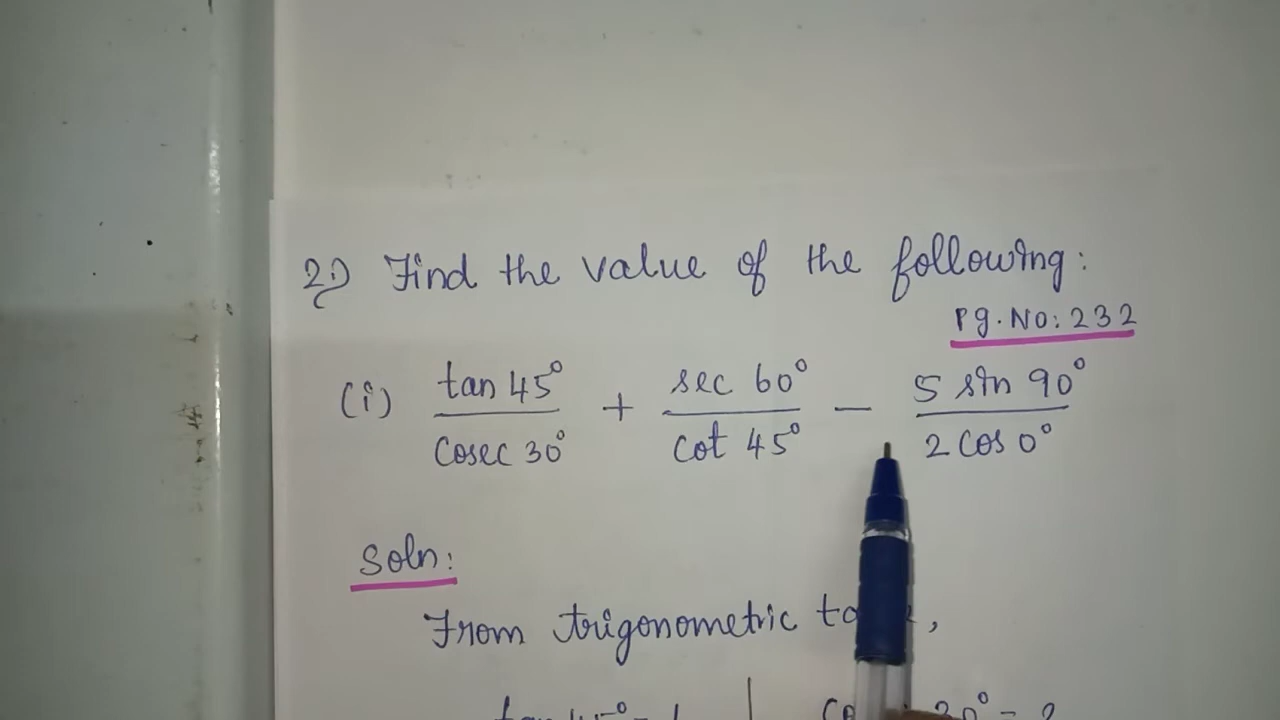 2) Find the value of the following:
Pg.No: 232
(i) tan 45° / cosec 30° + sec 60° / cot 45° - 5 sin 90° / 2 cos 0°
Soln:
From trigonometric